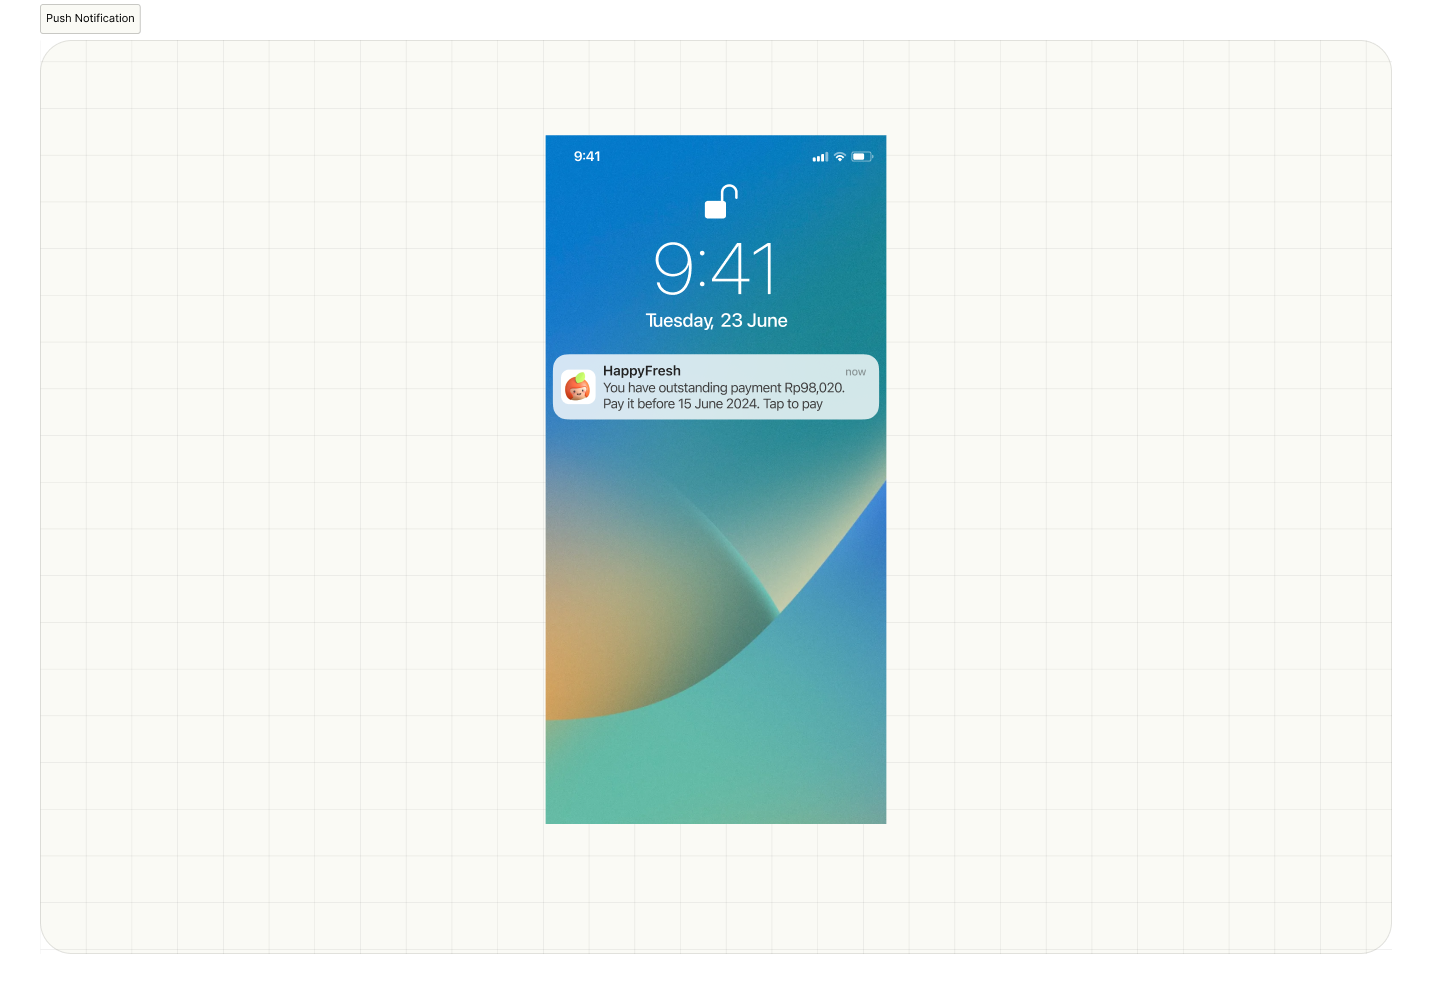 Push Notification
9:41
9:41
Tuesday, 23 June
HappyFresh
now
You have outstanding payment Rp98,020.
Pay it before 15 June 2024. Tap to pay